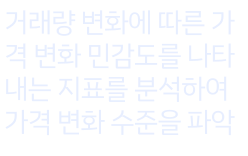 거래량 변화에 따른 가
격 변화 민감도를 나타
내는 지표를 분석하여
가격 변화 수준을 파악